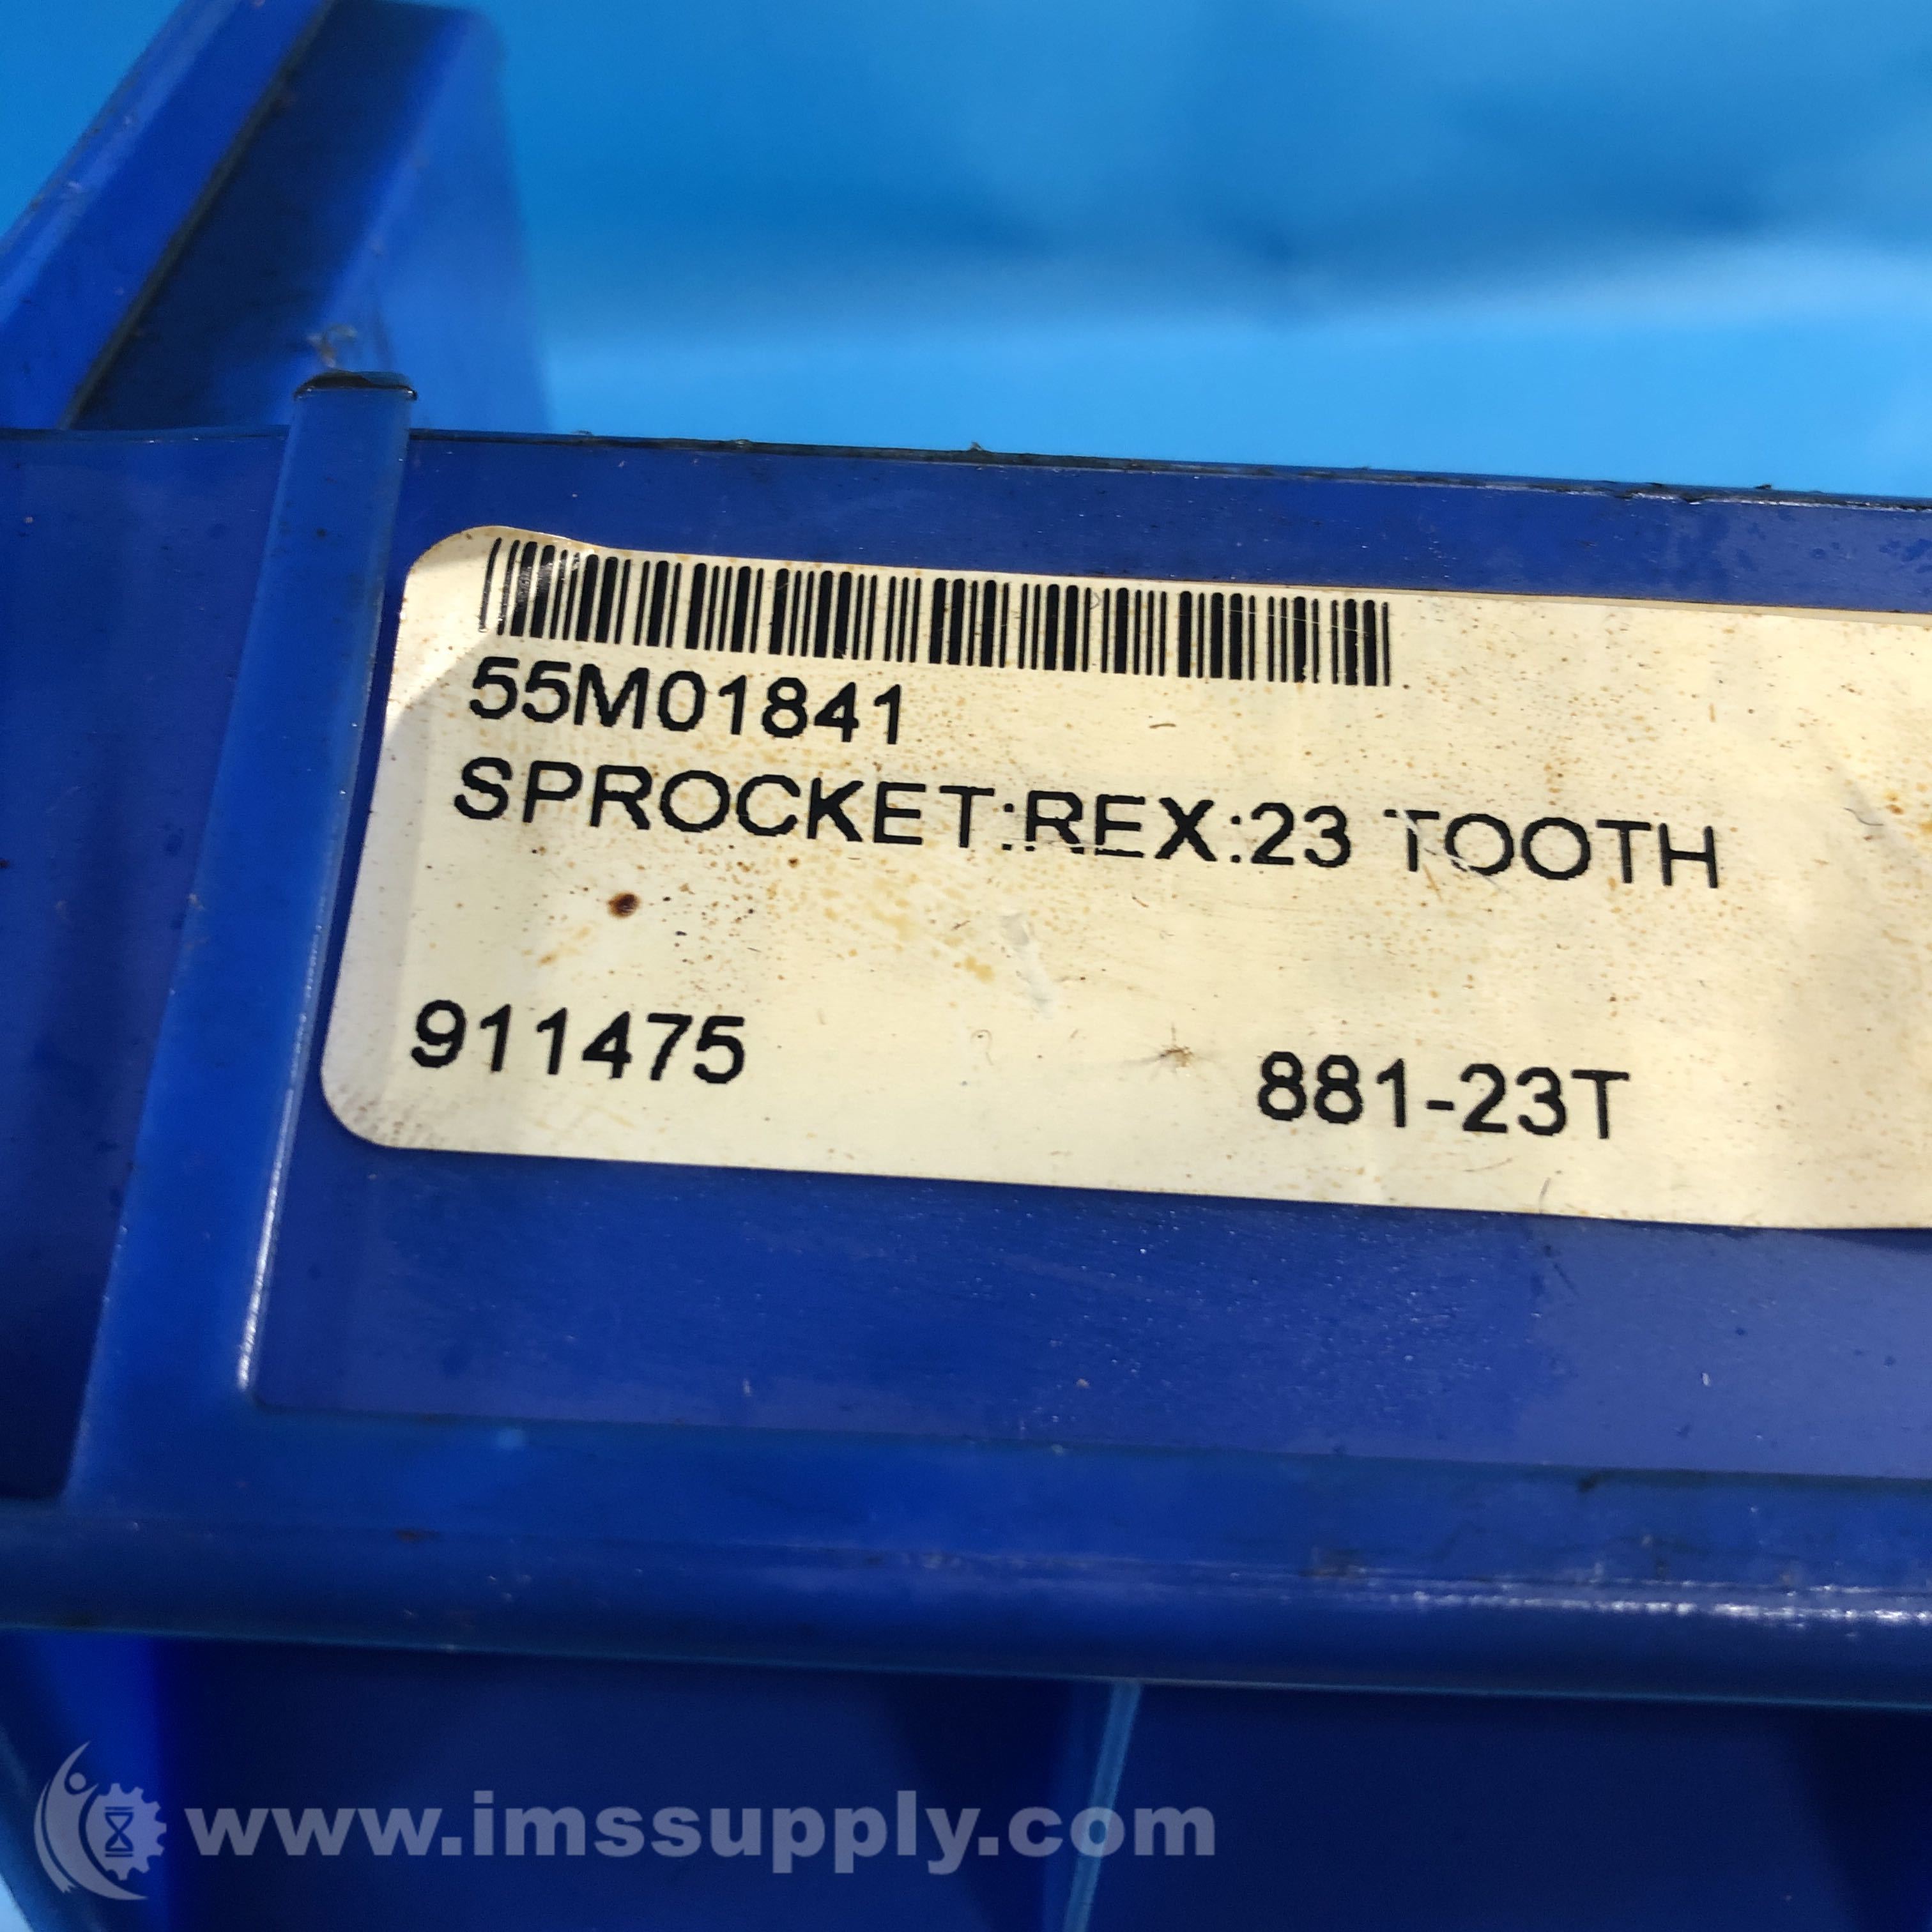 55M01841
SPROCKET:REX:23 TOOTH
911475 881-23T
www.imssupply.com